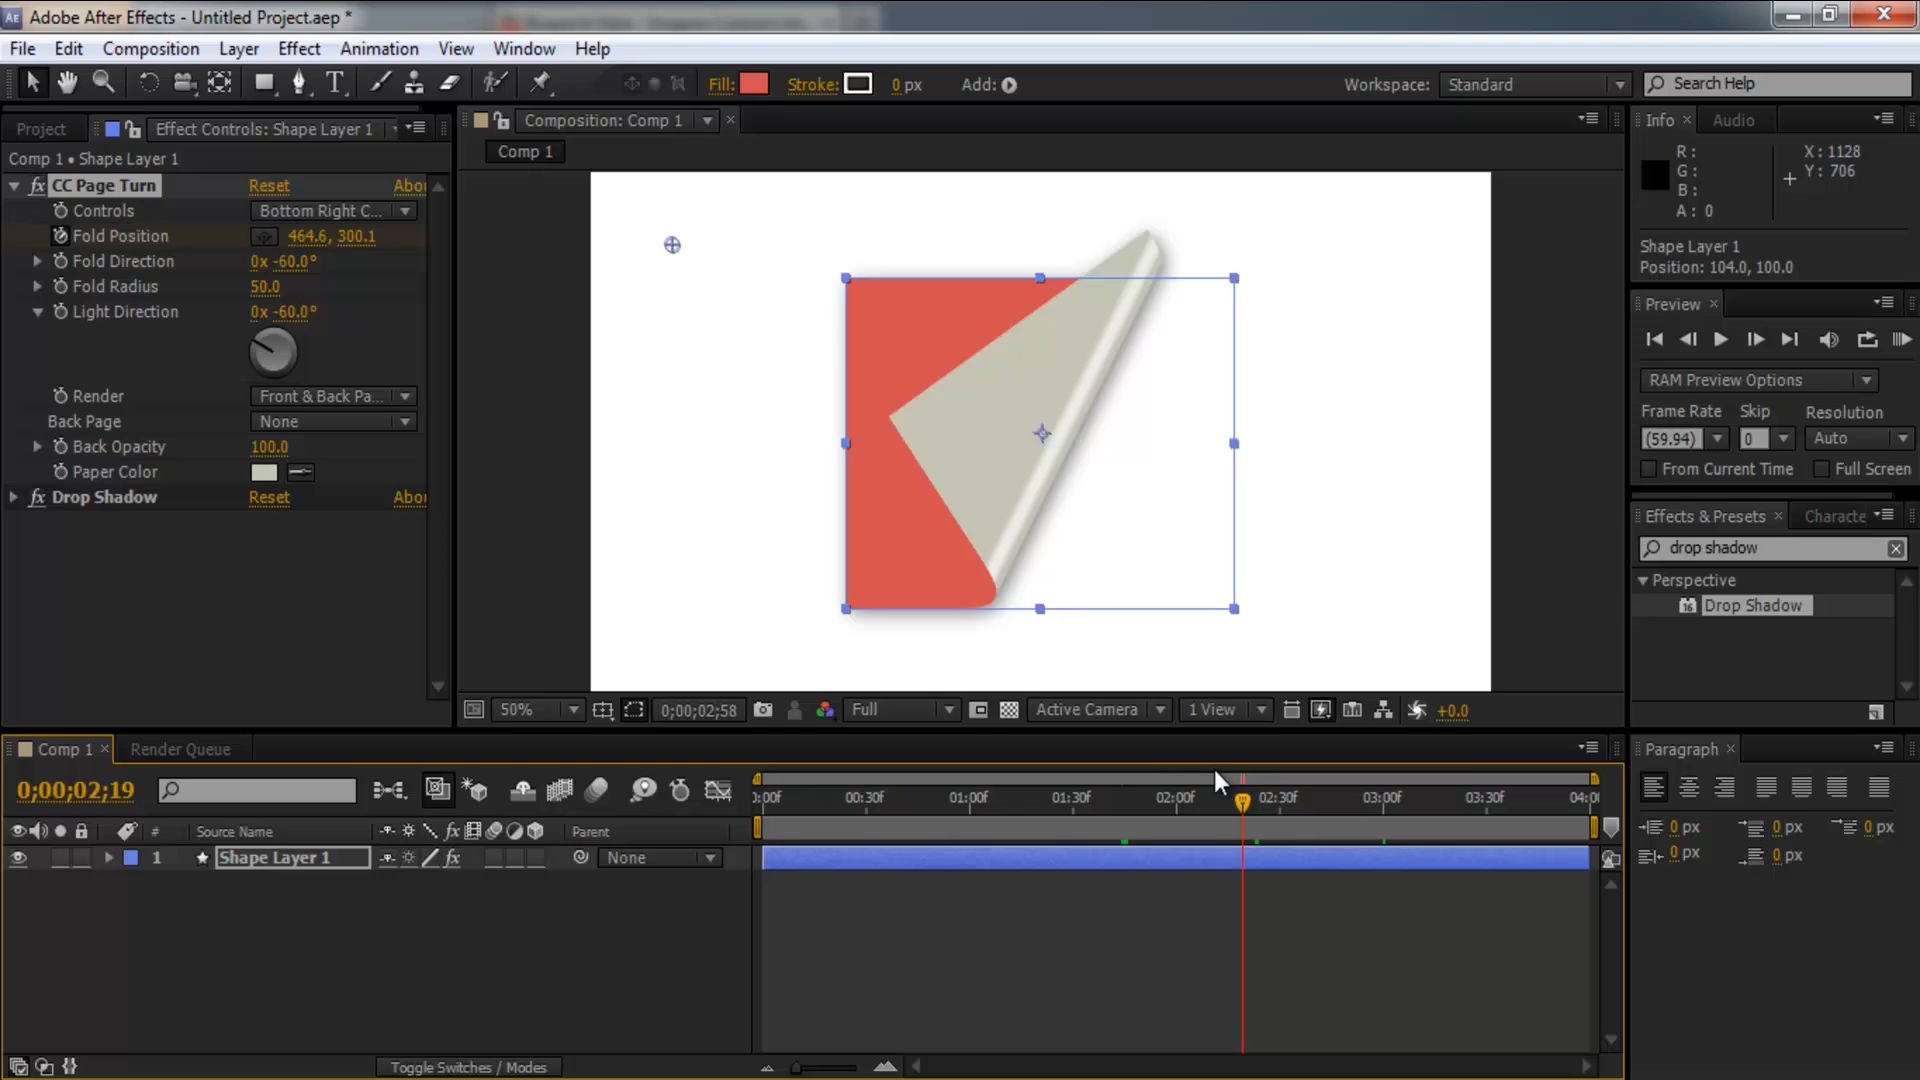 Adobe After Effects - Untitled Project.aep *
File Edit Composition Layer Effect Animation View Window Help
Fill: Stroke: 0 px Add: Workspace: Standard Search Help
Project Effect Controls: Shape Layer 1
Comp 1 • Shape Layer 1
fx CC Page Turn Reset Abou
Controls Bottom Right C...
Fold Position 464.6, 300.1
Fold Direction 0x -60.0°
Fold Radius 50.0
Light Direction 0x -60.0°
Render Front & Back Pa...
Back Page None
Back Opacity 100.0
Paper Color
fx Drop Shadow Reset Abou
Composition: Comp 1
Comp 1
50% 0;00;02;58 Full Active Camera 1 View +0.0
Info Audio
R: X: 1128
G: Y: 706
B:
A: 0
Shape Layer 1
Position: 104.0, 100.0
Preview
RAM Preview Options
Frame Rate Skip Resolution
(59.94) 0 Auto
From Current Time Full Screen
Effects & Presets Characte
drop shadow
Perspective
16 Drop Shadow
Comp 1 Render Queue
0;00;02;19
:00f 00:30f 01:00f 01:30f 02:00f 02:30f 03:00f 03:30f 04:00
# Source Name fx Parent
1 Shape Layer 1 fx None
Toggle Switches / Modes
Paragraph
0 px 0 px 0 px
0 px 0 px